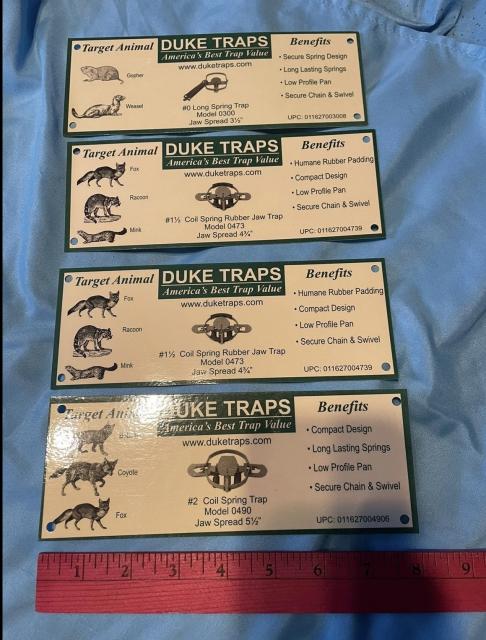 Target Animal
DUKE TRAPS
America's Best Trap Value
www.duketraps.com
Gopher
Weasel
#0 Long Spring Trap
Model 0300
Jaw Spread 3½"
Benefits
• Secure Spring Design
• Long Lasting Springs
• Low Profile Pan
• Secure Chain & Swivel
UPC: 011627003008
Target Animal
DUKE TRAPS
America's Best Trap Value
www.duketraps.com
Fox
Racoon
Mink
#1½ Coil Spring Rubber Jaw Trap
Model 0473
Jaw Spread 4¾"
Benefits
• Humane Rubber Padding
• Compact Design
• Low Profile Pan
• Secure Chain & Swivel
UPC: 011627004739
Target Animal
DUKE TRAPS
America's Best Trap Value
www.duketraps.com
Fox
Racoon
Mink
#1½ Coil Spring Rubber Jaw Trap
Model 0473
Jaw Spread 4¾"
Benefits
• Humane Rubber Padding
• Compact Design
• Low Profile Pan
• Secure Chain & Swivel
UPC: 011627004739
Target Animal
DUKE TRAPS
America's Best Trap Value
www.duketraps.com
Coyote
Fox
#2 Coil Spring Trap
Model 0490
Jaw Spread 5½"
Benefits
• Compact Design
• Long Lasting Springs
• Low Profile Pan
• Secure Chain & Swivel
UPC: 011627004906
1 2 3 4 5 6 7 8 9